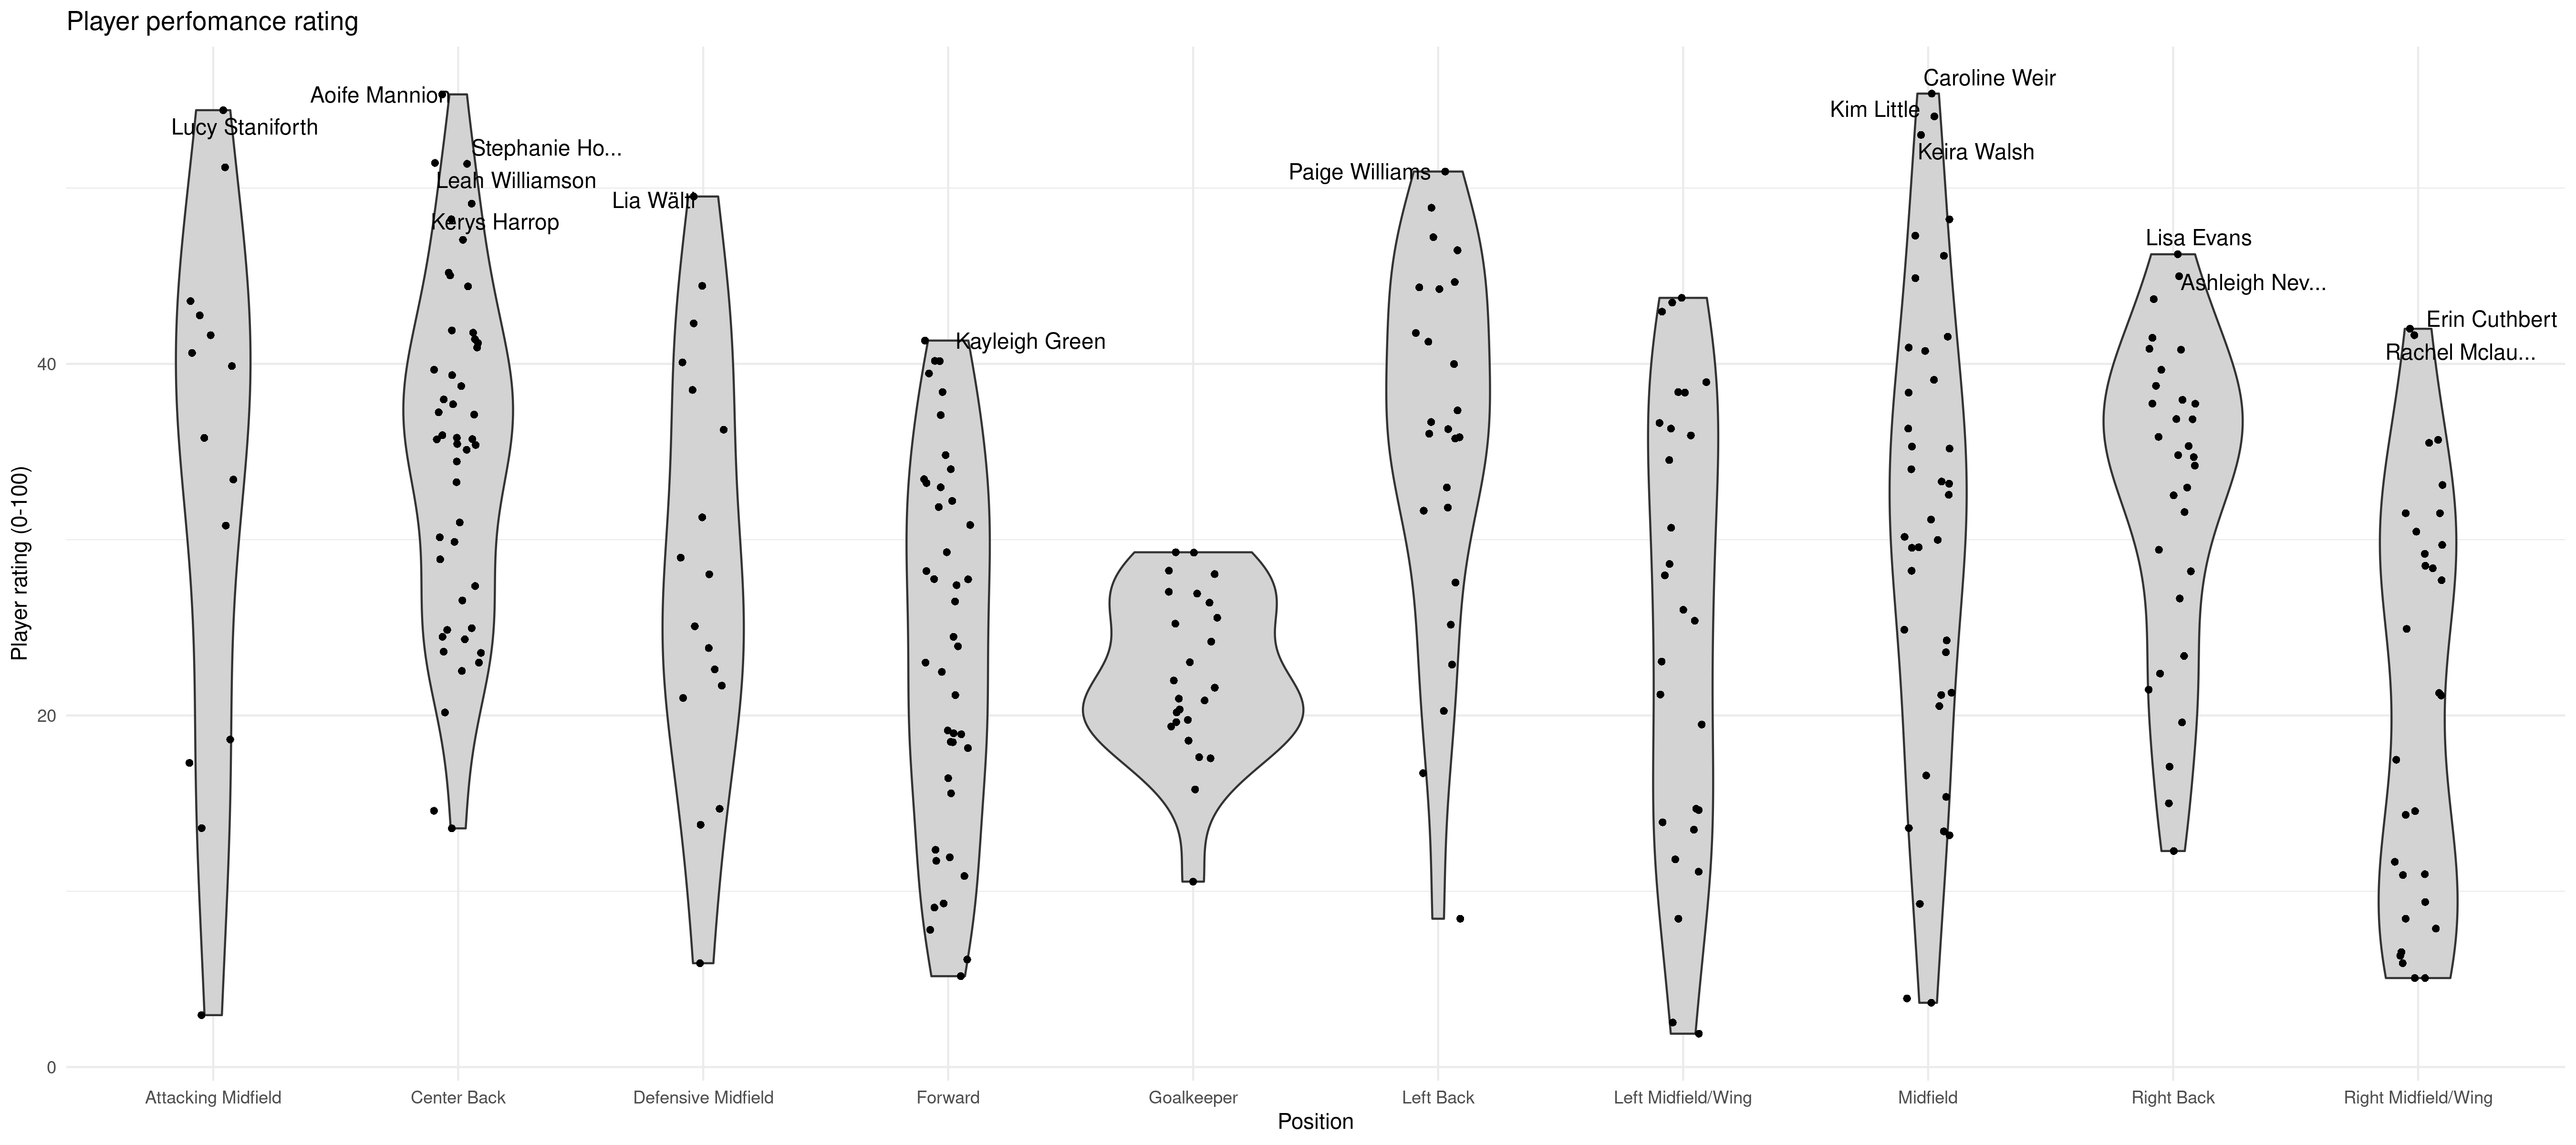 Player perfomance rating
Caroline Weir
Aoife Mannion
Kim Little
Lucy Staniforth
Stephanie Ho...
Keira Walsh
Paige Williams
Leah Williamson
Lia Wälti
Kerys Harrop
Lisa Evans
Ashleigh Nev...
Erin Cuthbert
Kayleigh Green
Rachel Mclau...
40
20
0
Player rating (0-100)
Attacking Midfield
Center Back
Defensive Midfield
Forward
Goalkeeper
Left Back
Left Midfield/Wing
Midfield
Right Back
Right Midfield/Wing
Position